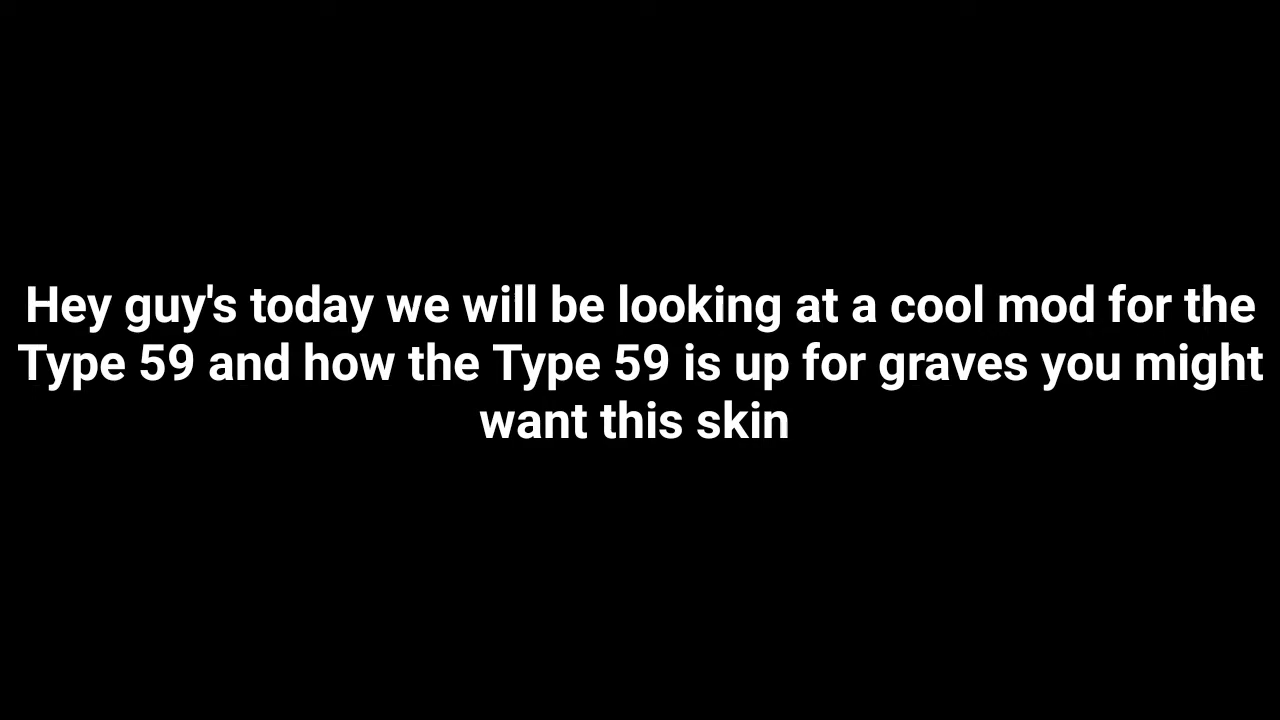 Hey guy's today we will be looking at a cool mod for the
Type 59 and how the Type 59 is up for graves you might
want this skin